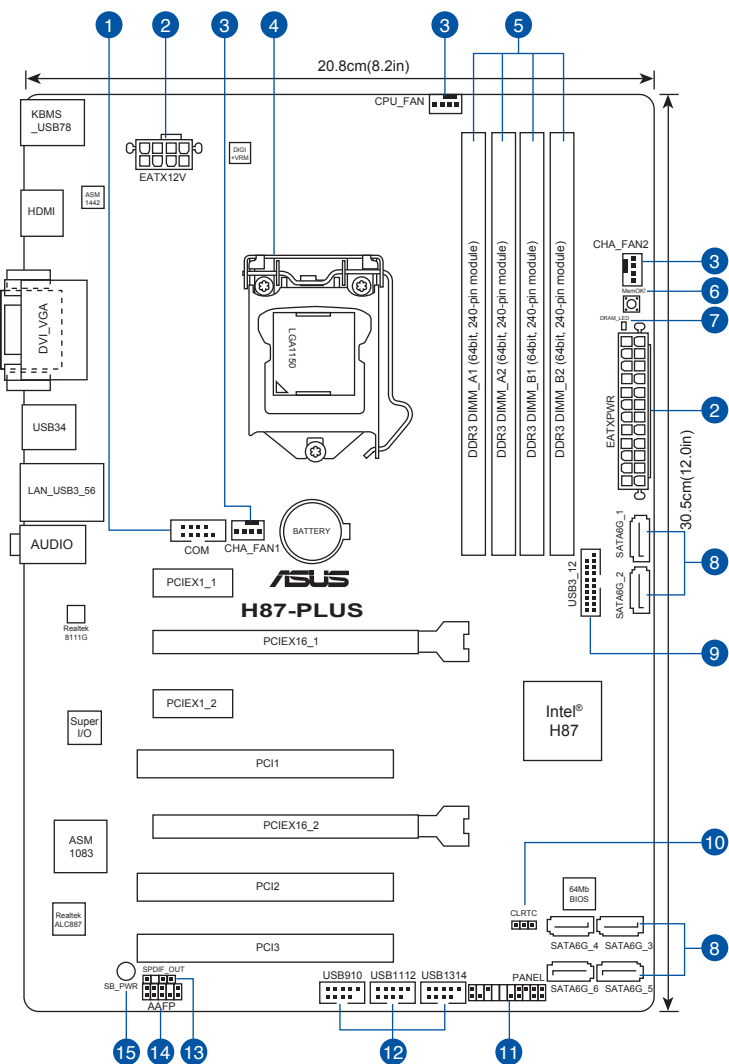 1
2
3
4
3
5
20.8cm(8.2in)
KBMS
_USB78
CPU_FAN
DIGI
+VRM
EATX12V
ASM
1442
HDMI
CHA_FAN2
3
MemOK!
6
DRAM_LED
7
DVI_VGA
LGA1150
DDR3 DIMM_A1 (64bit, 240-pin module)
DDR3 DIMM_A2 (64bit, 240-pin module)
DDR3 DIMM_B1 (64bit, 240-pin module)
DDR3 DIMM_B2 (64bit, 240-pin module)
EATXPWR
2
30.5cm(12.0in)
USB34
LAN_USB3_56
AUDIO
1
3
COM
CHA_FAN1
BATTERY
SATA6G_1
SATA6G_2
8
USB3_12
9
PCIEX1_1
ASUS
H87-PLUS
Realtek
8111G
PCIEX16_1
PCIEX1_2
Super
I/O
Intel®
H87
PCI1
PCIEX16_2
ASM
1083
10
PCI2
64Mb
BIOS
CLRTC
Realtek
ALC887
SATA6G_4
SATA6G_3
8
PCI3
SPDIF_OUT
SB_PWR
AAFP
USB910
USB1112
USB1314
PANEL
SATA6G_6
SATA6G_5
15
14
13
12
11